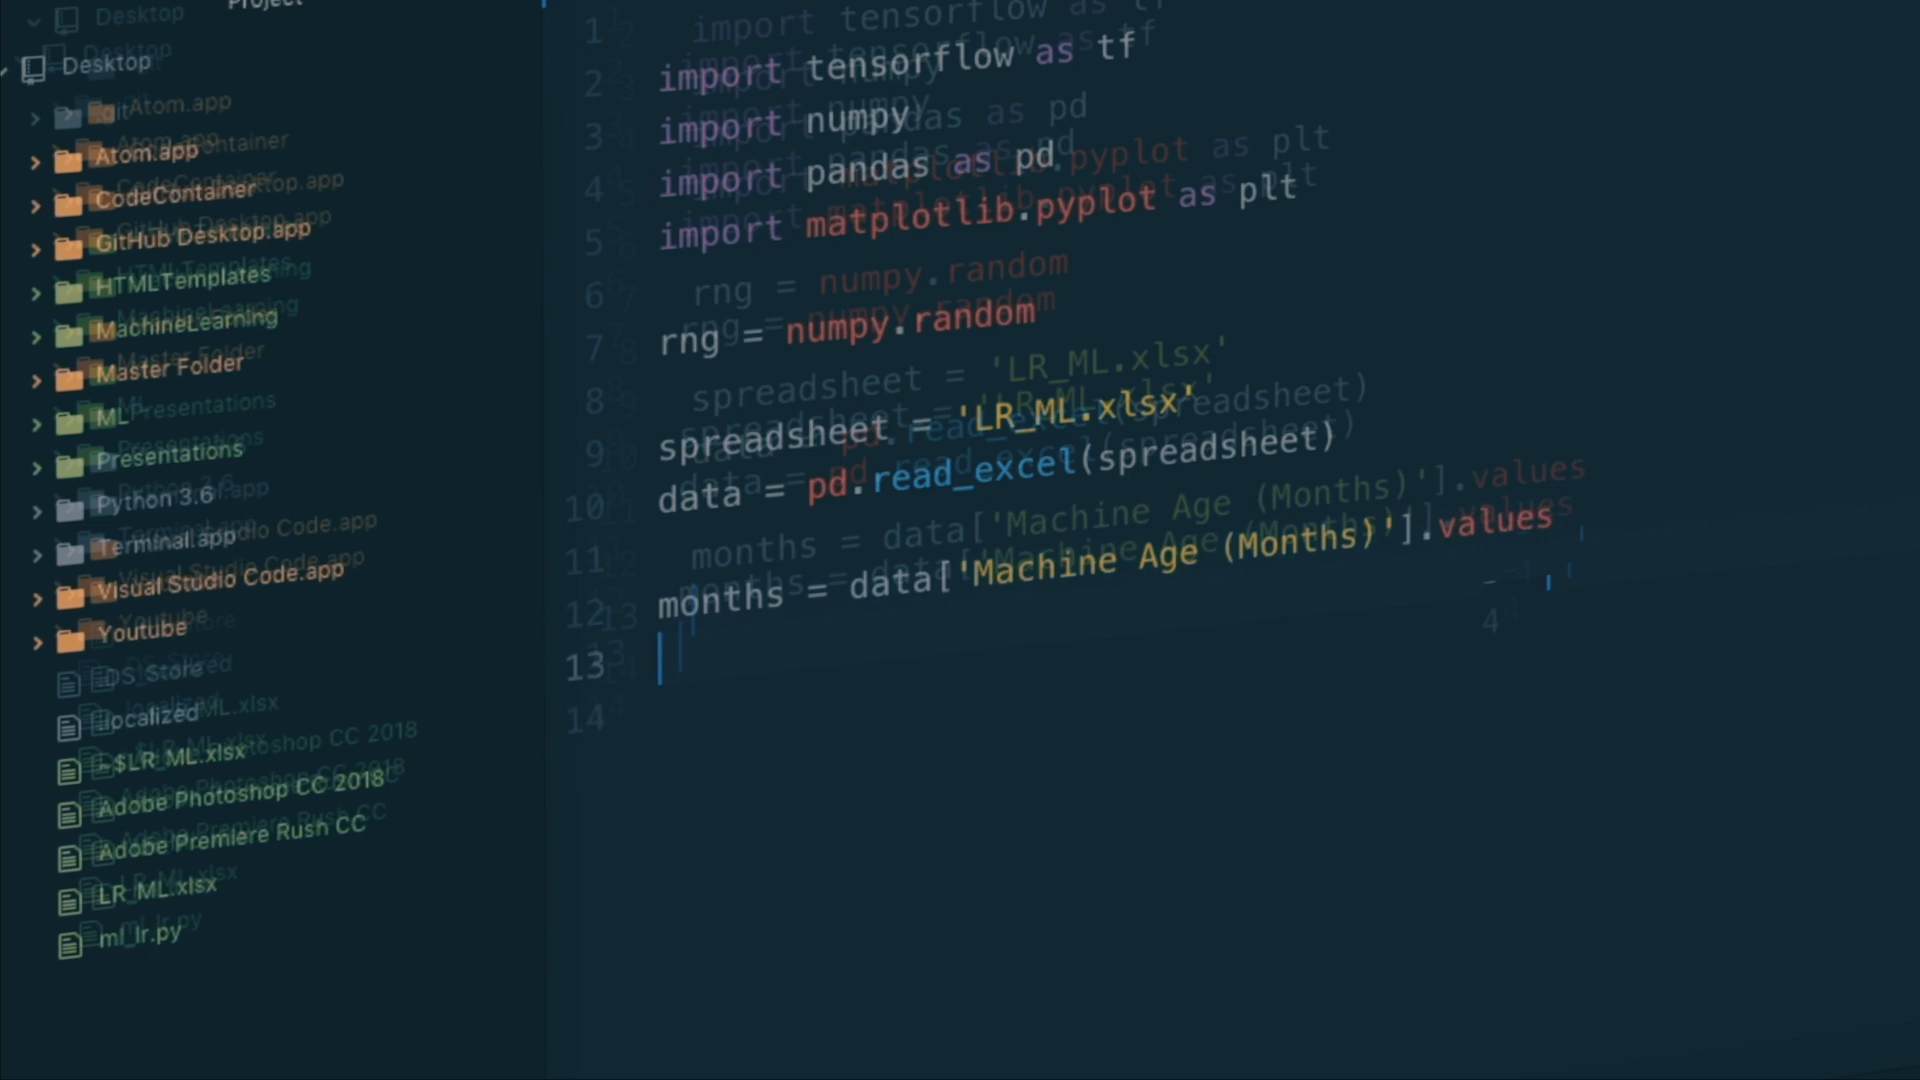 Project
Desktop
.git
Atom.app
CodeContainer
GitHub Desktop.app
HTMLTemplates
MachineLearning
Master Folder
ML
Presentations
Python 3.6
Terminal.app
Visual Studio Code.app
Youtube
.DS_Store
.localized
~$LR_ML.xlsx
Adobe Photoshop CC 2018
Adobe Premiere Rush CC
LR_ML.xlsx
ml_lr.py
1
2 import tensorflow as tf
3 import numpy
4 import pandas as pd
5 import matplotlib.pyplot as plt
6
7 rng = numpy.random
8
9 spreadsheet = 'LR_ML.xlsx'
10 data = pd.read_excel(spreadsheet)
11
12 months = data['Machine Age (Months)'].values
13
14